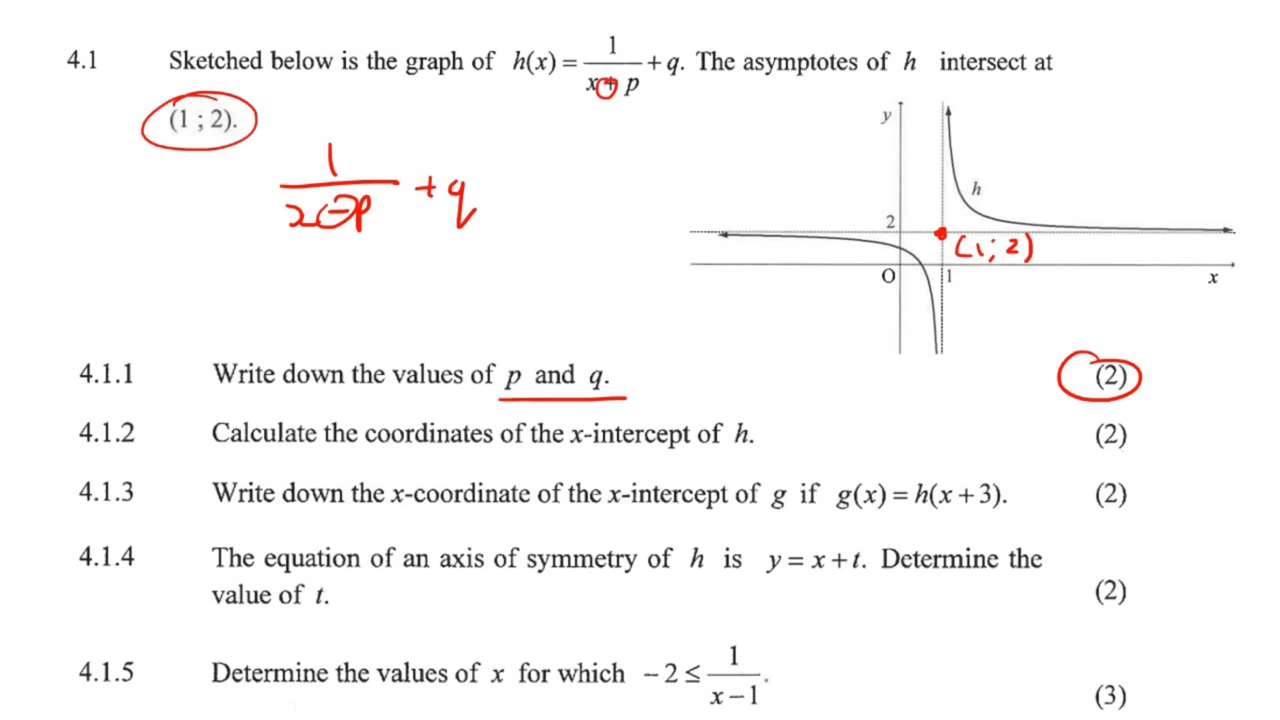 4.1 Sketched below is the graph of h(x) = 1/(x + p) + q. The asymptotes of h intersect at
(1 ; 2).
1/(x - p) + q
y
h
2
(1; 2)
O
1
x
4.1.1 Write down the values of p and q. (2)
4.1.2 Calculate the coordinates of the x-intercept of h. (2)
4.1.3 Write down the x-coordinate of the x-intercept of g if g(x) = h(x + 3). (2)
4.1.4 The equation of an axis of symmetry of h is y = x + t. Determine the
value of t. (2)
4.1.5 Determine the values of x for which -2 ≤ 1/(x - 1). (3)